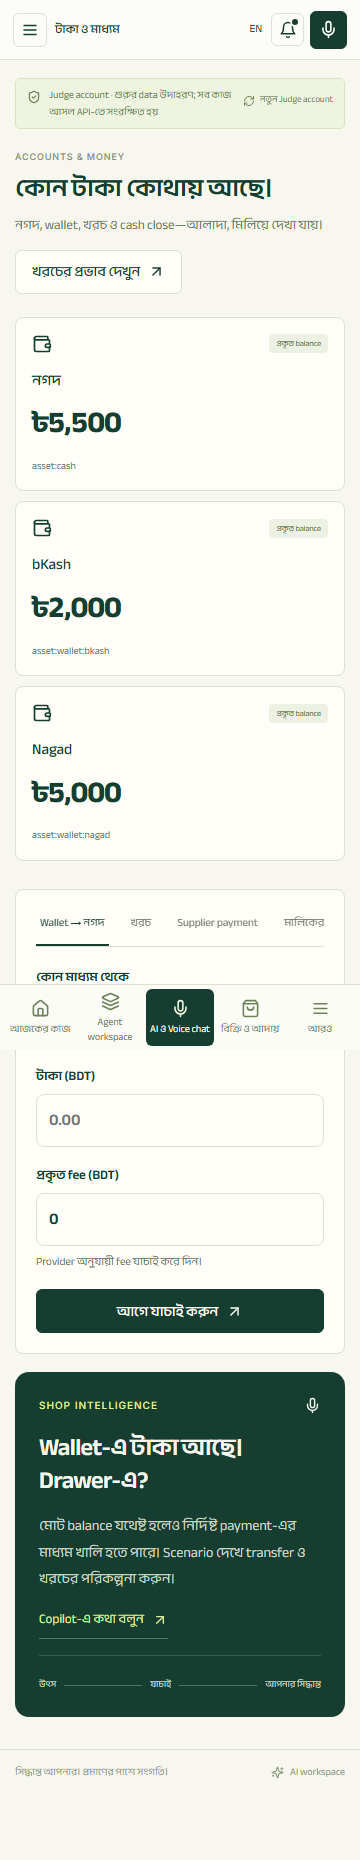 টাকা ও মাধ্যম
EN
Judge account · শুরুর data উদাহরণ; সব কাজ
আসল API-তে সংরক্ষিত হয়
নতুন Judge account
ACCOUNTS & MONEY
কোন টাকা কোথায় আছে।
নগদ, wallet, খরচ ও cash close—আলাদা, মিলিয়ে দেখা যায়।
খরচের প্রভাব দেখুন
প্রকৃত balance
নগদ
৳5,500
asset:cash
প্রকৃত balance
bKash
৳2,000
asset:wallet:bkash
প্রকৃত balance
Nagad
৳5,000
asset:wallet:nagad
Wallet → নগদ
খরচ
Supplier payment
মালিকের
কোন মাধ্যম থেকে
আজকের কাজ
Agent
workspace
AI ও Voice chat
বিক্রি ও আদায়
আরও
টাকা (BDT)
0.00
প্রকৃত fee (BDT)
0
Provider অনুযায়ী fee যাচাই করে দিন।
আগে যাচাই করুন
SHOP INTELLIGENCE
Wallet-এ টাকা আছে।
Drawer-এ?
মোট balance যথেষ্ট হলেও নির্দিষ্ট payment-এর
মাধ্যম খালি হতে পারে। Scenario দেখে transfer ও
খরচের পরিকল্পনা করুন।
Copilot-এ কথা বলুন
উৎস
যাচাই
আপনার সিদ্ধান্ত
সিদ্ধান্ত আপনার। প্রমাণের পাশে সংগতি।
AI workspace